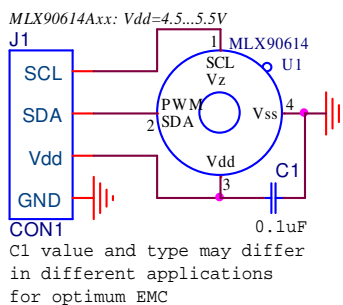 MLX90614Axx: Vdd=4.5...5.5V
J1
1
MLX90614
SCL
SCL
U1
Vz
SDA
PWM
Vss
4
2
SDA
Vdd
Vdd
C1
3
GND
CON1
0.1uF
C1 value and type may differ
in different applications
for optimum EMC